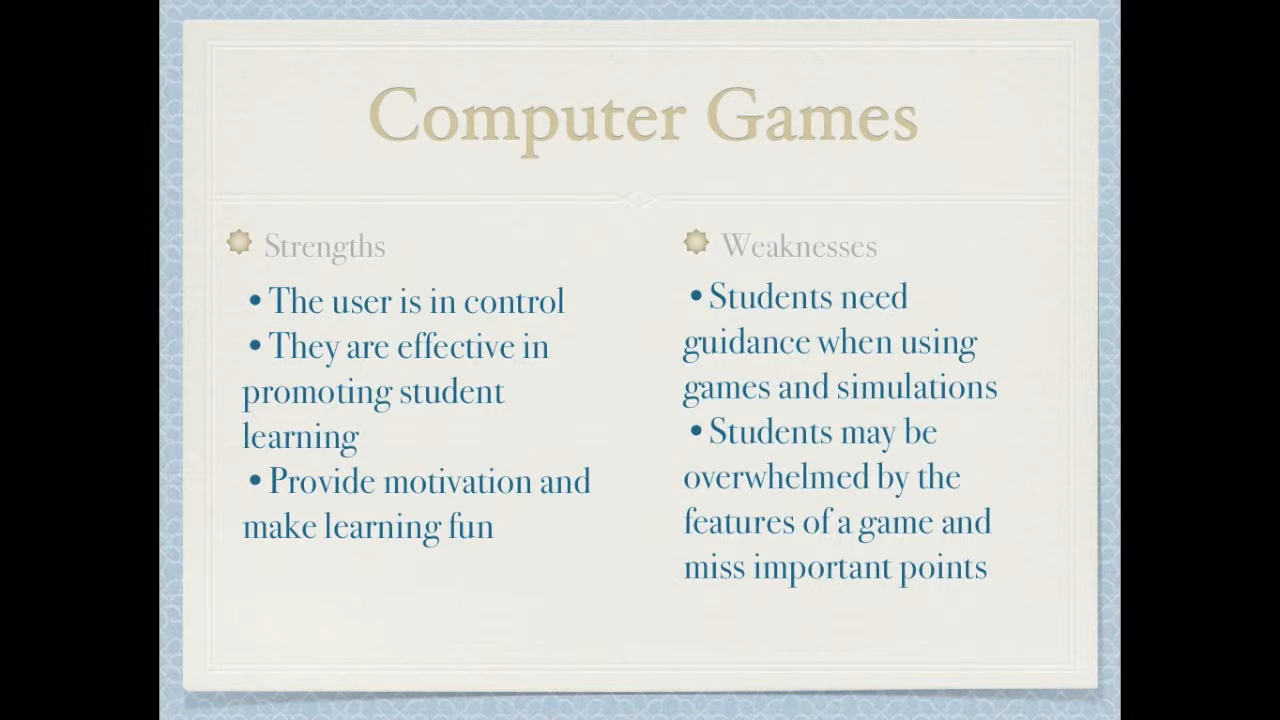 Computer Games
Strengths
• The user is in control
• They are effective in
promoting student
learning
• Provide motivation and
make learning fun
Weaknesses
• Students need
guidance when using
games and simulations
• Students may be
overwhelmed by the
features of a game and
miss important points